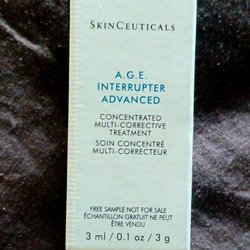 SKINCEUTICALS
A.G.E.
INTERRUPTER
ADVANCED
CONCENTRATED
MULTI-CORRECTIVE
TREATMENT
SOIN CONCENTRÉ
MULTI-CORRECTEUR
FREE SAMPLE NOT FOR SALE
ÉCHANTILLON GRATUIT NE PEUT
ÊTRE VENDU
3 ml / 0.1 oz / 3 g